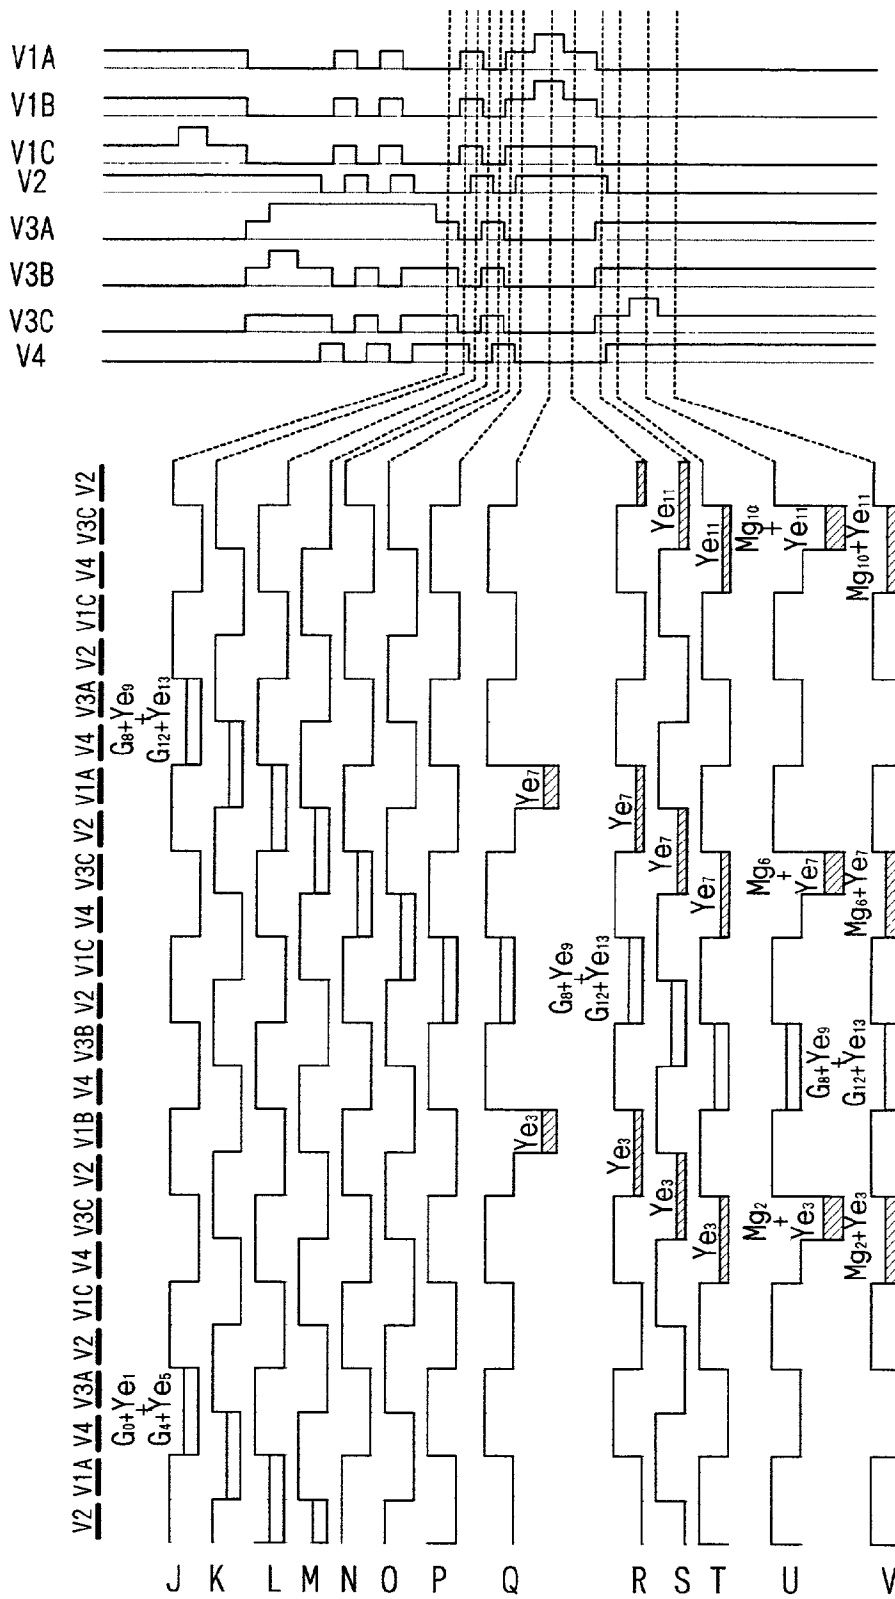 V1A
V1B
V1C
V2
V3A
V3B
V3C
V4
V2
V3C
V4
V1C
V2
V3A
V4
V1A
V2
V3C
V4
V1C
V2
V3B
V4
V1B
V2
V3C
V4
V1C
V2
V3A
V4
V1A
V2
G8+Ye9
+
G12+Ye13
G0+Ye1
+
G4+Ye5
Ye7
Ye3
Ye7
G8+Ye9
+
G12+Ye13
Ye3
Ye11
Ye7
Ye3
Ye11
Ye7
Ye3
Mg10
+
Ye11
Mg6
+
Ye7
Mg2
+
Ye3
Mg10+Ye11
Mg6+Ye7
G8+Ye9
+
G12+Ye13
Mg2+Ye3
J K L M N O P Q R S T U V